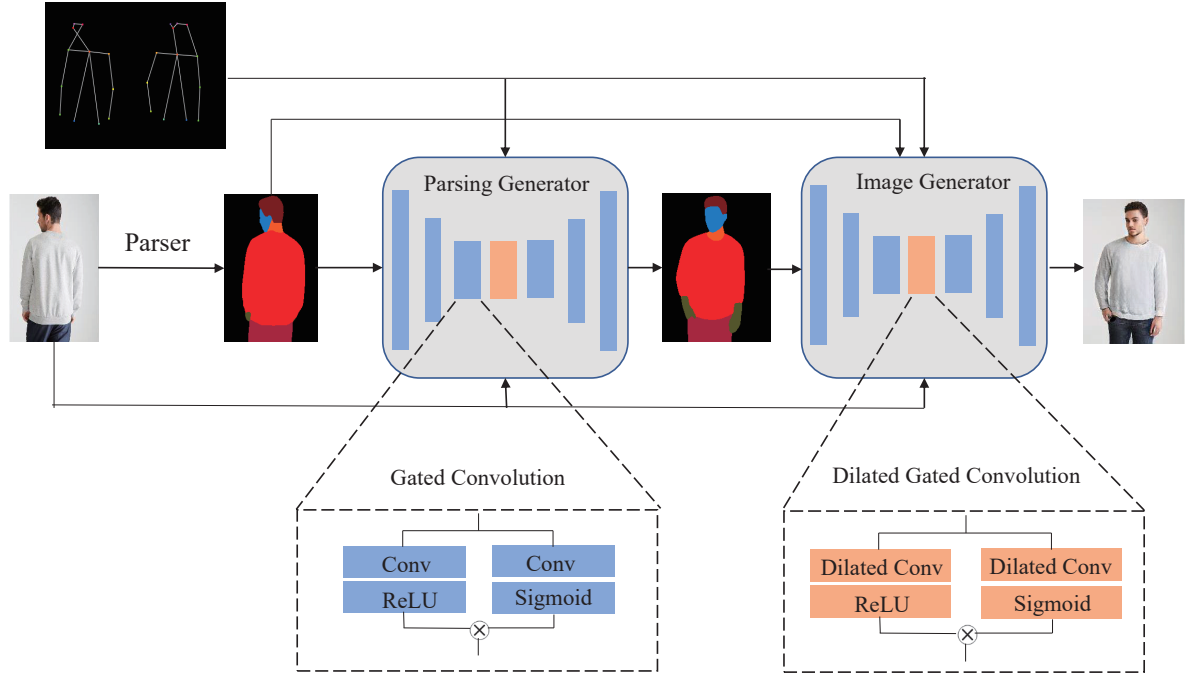 Parsing Generator
Image Generator
Parser
Gated Convolution
Dilated Gated Convolution
Conv
Conv
ReLU
Sigmoid
Dilated Conv
Dilated Conv
ReLU
Sigmoid